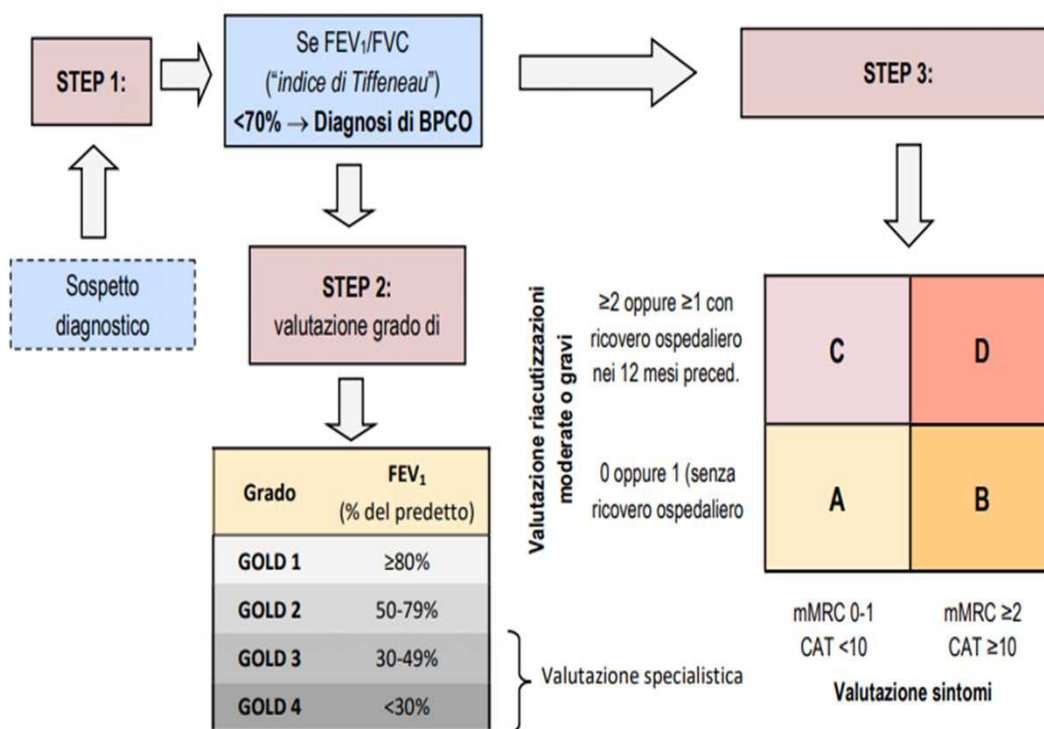 STEP 1:
Se FEV₁/FVC
("indice di Tiffeneau")
<70% → Diagnosi di BPCO
STEP 3:
Sospetto
diagnostico
STEP 2:
valutazione grado di
Grado
FEV₁
(% del predetto)
GOLD 1 ≥80%
GOLD 2 50-79%
GOLD 3 30-49%
GOLD 4 <30%
Valutazione specialistica
Valutazione riacutizzazioni
moderate o gravi
≥2 oppure ≥1 con
ricovero ospedaliero
nei 12 mesi preced.
0 oppure 1 (senza
ricovero ospedaliero
C D
A B
mMRC 0-1
CAT <10
mMRC ≥2
CAT ≥10
Valutazione sintomi